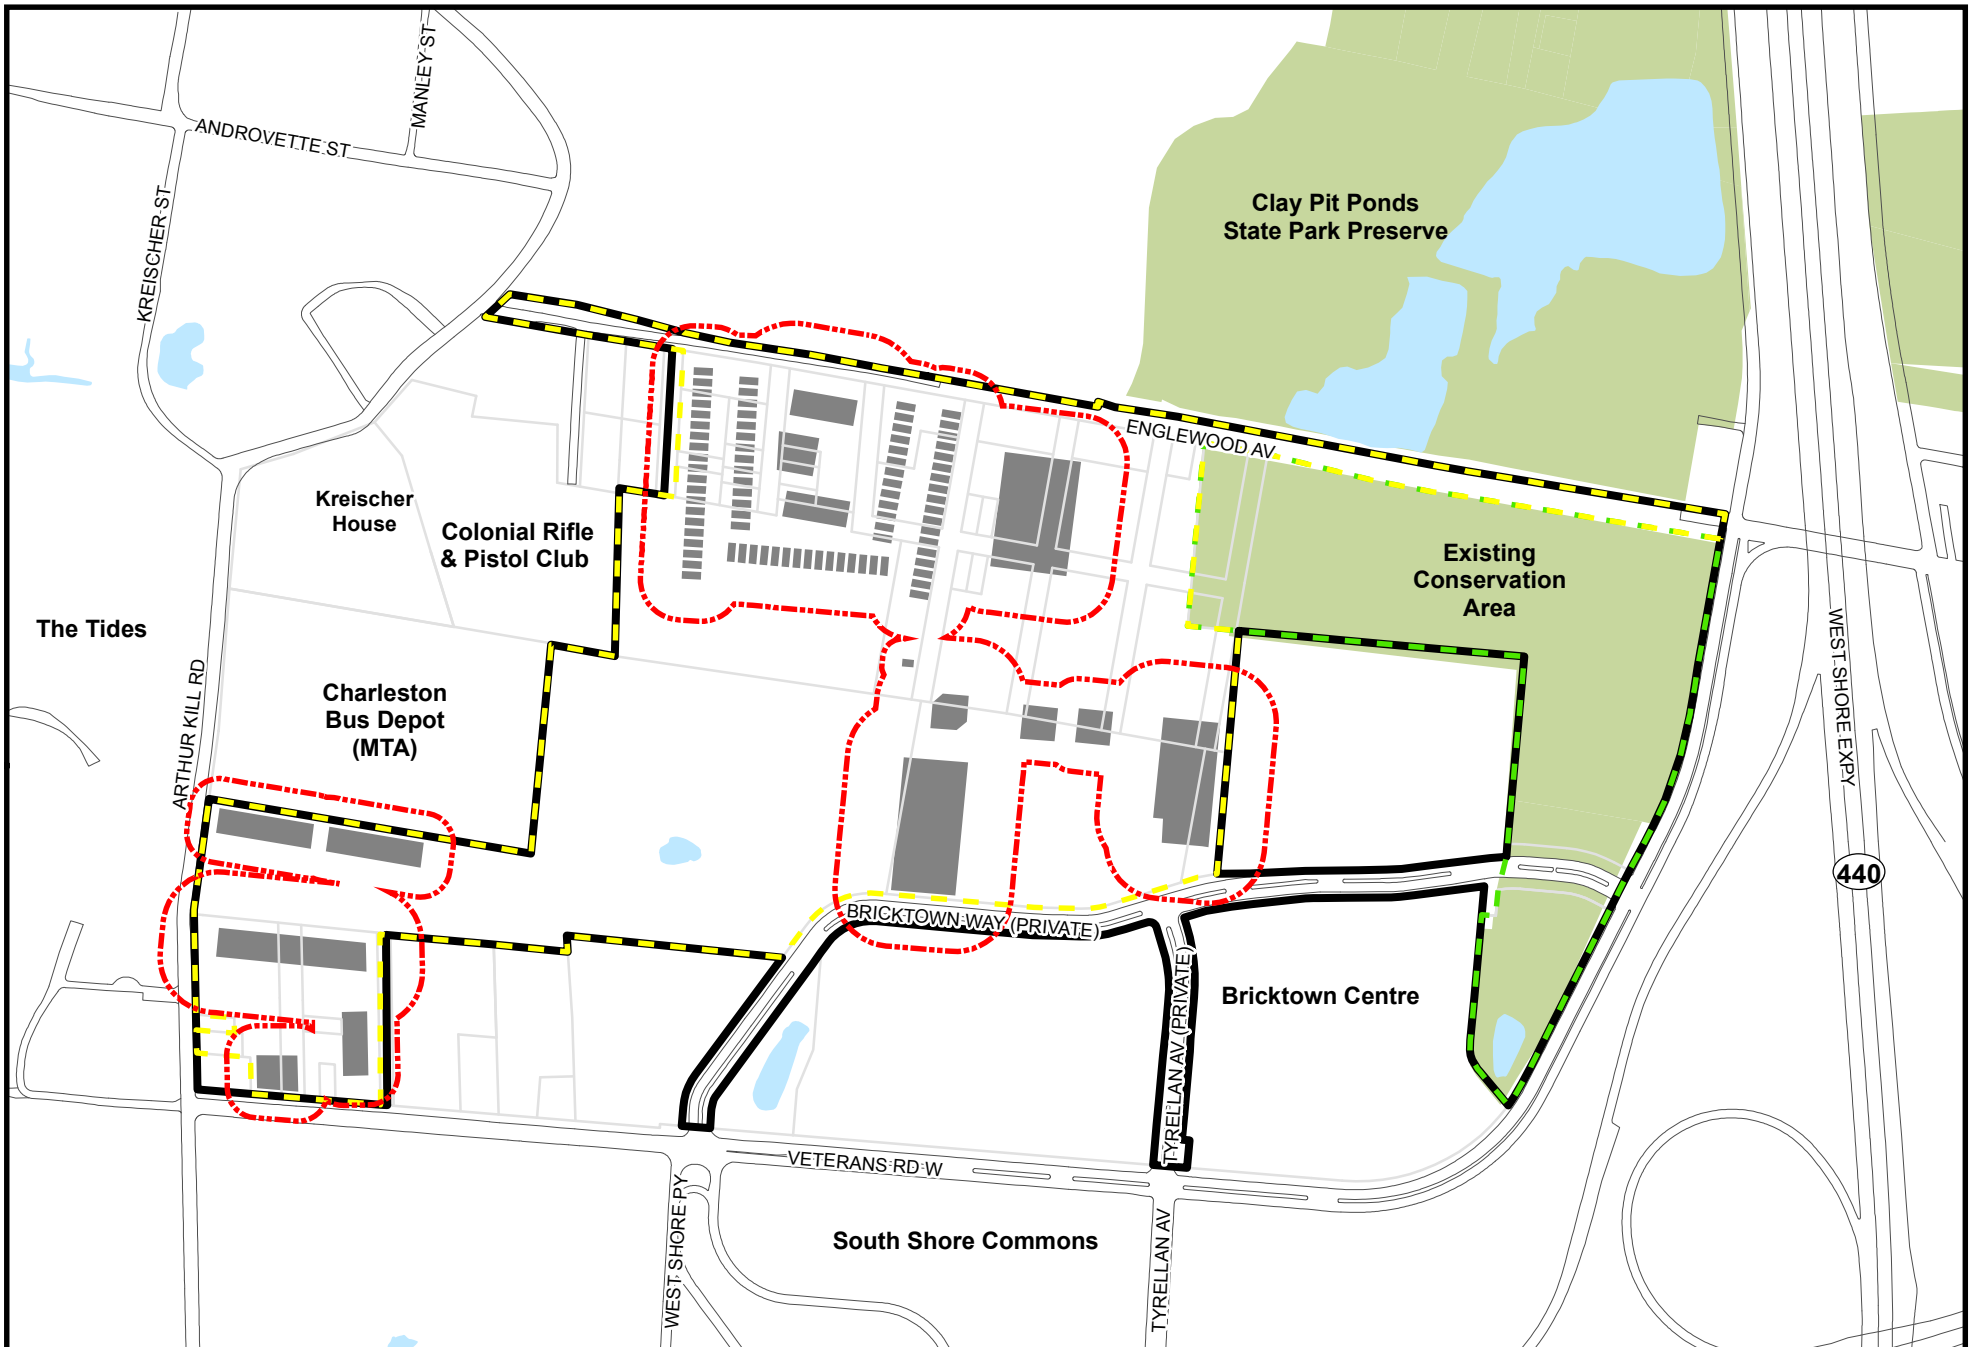 MANLEY ST
ANDROVETTE ST
KREISCHER ST
Clay Pit Ponds
State Park Preserve
ENGLEWOOD AV
Kreischer
House
Colonial Rifle
& Pistol Club
Existing
Conservation
Area
The Tides
WEST SHORE EXPY
ARTHUR KILL RD
Charleston
Bus Depot
(MTA)
440
BRICKTOWN WAY (PRIVATE)
Bricktown Centre
TYRELLAN AV (PRIVATE)
VETERANS RD W
WEST SHORE PY
South Shore Commons
TYRELLAN AV